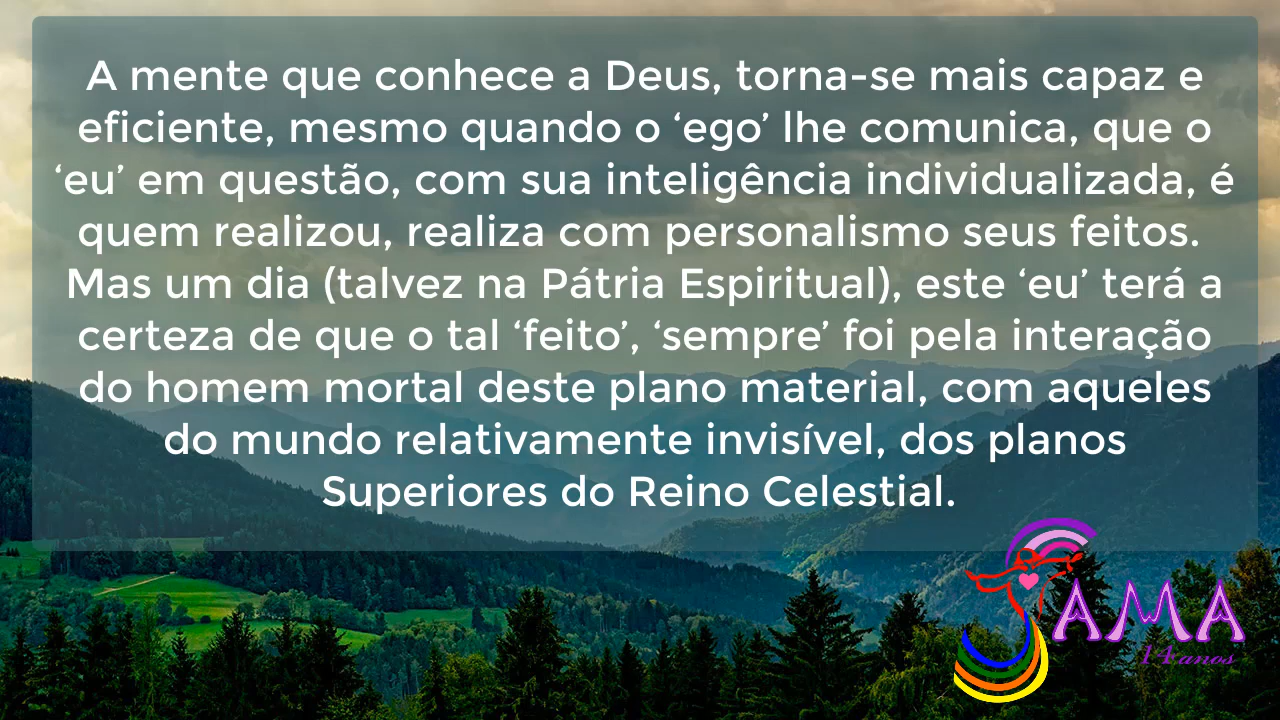 A mente que conhece a Deus, torna-se mais capaz e
eficiente, mesmo quando o ‘ego’ lhe comunica, que o
‘eu’ em questão, com sua inteligência individualizada, é
quem realizou, realiza com personalismo seus feitos.
Mas um dia (talvez na Pátria Espiritual), este ‘eu’ terá a
certeza de que o tal ‘feito’, ‘sempre’ foi pela interação
do homem mortal deste plano material, com aqueles
do mundo relativamente invisível, dos planos
Superiores do Reino Celestial.
AMA
14 anos